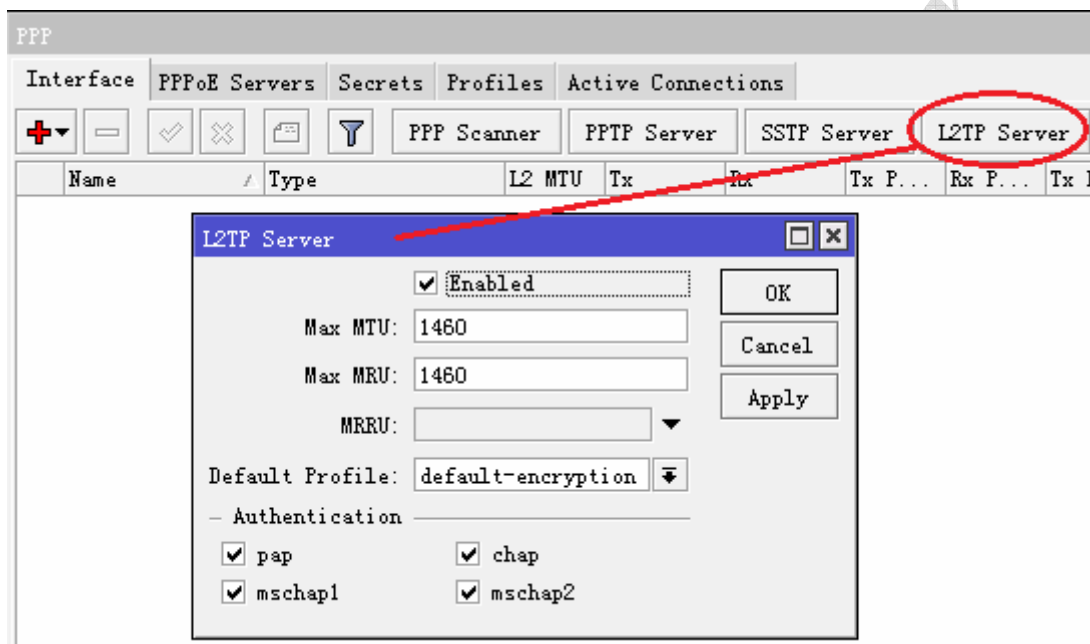 PPP
Interface PPPoE Servers Secrets Profiles Active Connections
PPP Scanner PPTP Server SSTP Server L2TP Server
Name Type L2 MTU Tx Rx Tx P... Rx P... Tx
L2TP Server
Enabled OK
Max MTU: 1460 Cancel
Max MRU: 1460 Apply
MRRU:
Default Profile: default-encryption
Authentication
pap chap
mschap1 mschap2